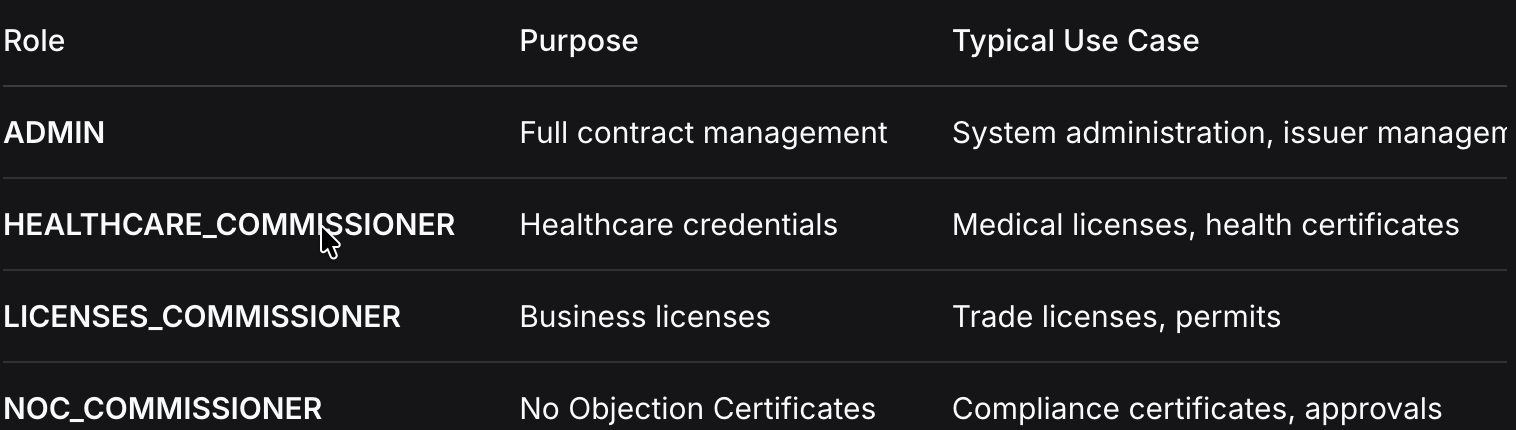 Role Purpose Typical Use Case
ADMIN Full contract management System administration, issuer managem
HEALTHCARE_COMMISSIONER Healthcare credentials Medical licenses, health certificates
LICENSES_COMMISSIONER Business licenses Trade licenses, permits
NOC_COMMISSIONER No Objection Certificates Compliance certificates, approvals